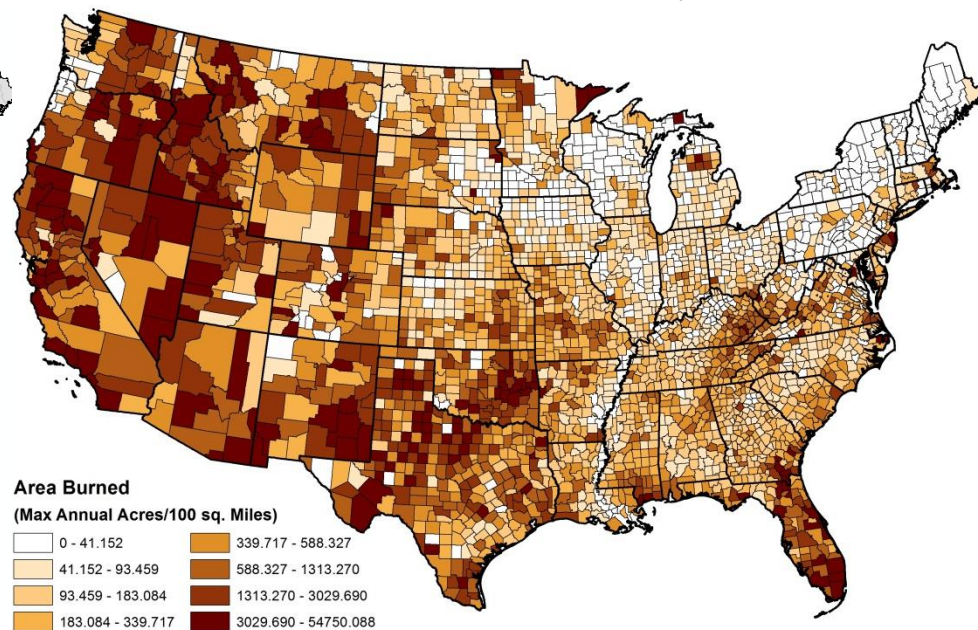 Area Burned
(Max Annual Acres/100 sq. Miles)
0 - 41.152
41.152 - 93.459
93.459 - 183.084
183.084 - 339.717
339.717 - 588.327
588.327 - 1313.270
1313.270 - 3029.690
3029.690 - 54750.088